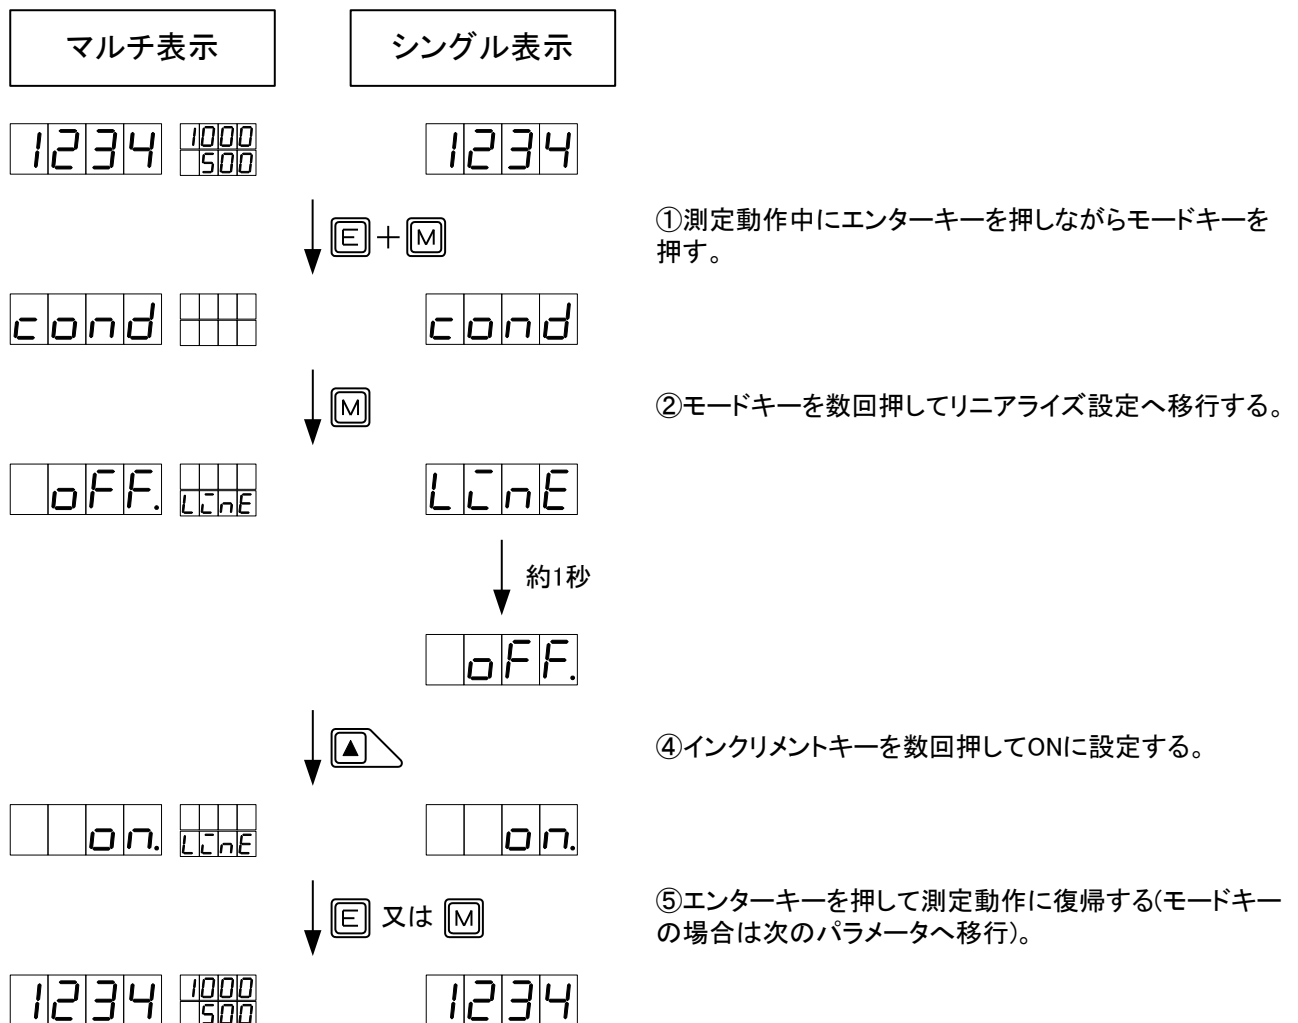 マルチ表示 シングル表示
1234 1000 1234
500
E+M
①測定動作中にエンターキーを押しながらモードキーを
押す。
cond cond
M
②モードキーを数回押してリニアライズ設定へ移行する。
oFF. LinE LinE
約1秒
oFF.
▲
④インクリメントキーを数回押してONに設定する。
on. LinE on.
E 又は M
⑤エンターキーを押して測定動作に復帰する(モードキー
の場合は次のパラメータへ移行)。
1234 1000 1234
500